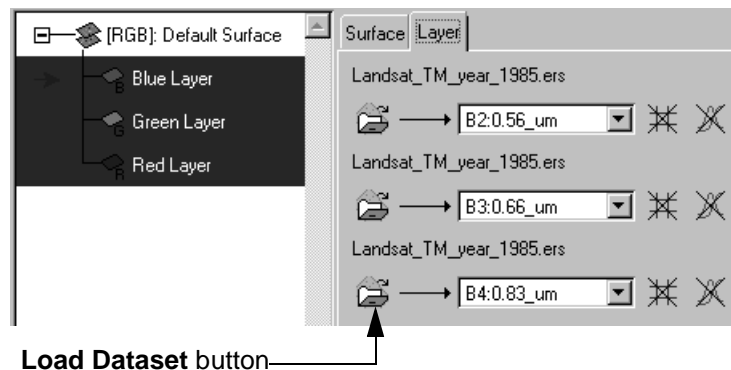 [RGB]: Default Surface
Blue Layer
B
Green Layer
G
Red Layer
R
Surface
Layer
Landsat_TM_year_1985.ers
B2:0.56_um
Landsat_TM_year_1985.ers
B3:0.66_um
Landsat_TM_year_1985.ers
B4:0.83_um
Load Dataset button